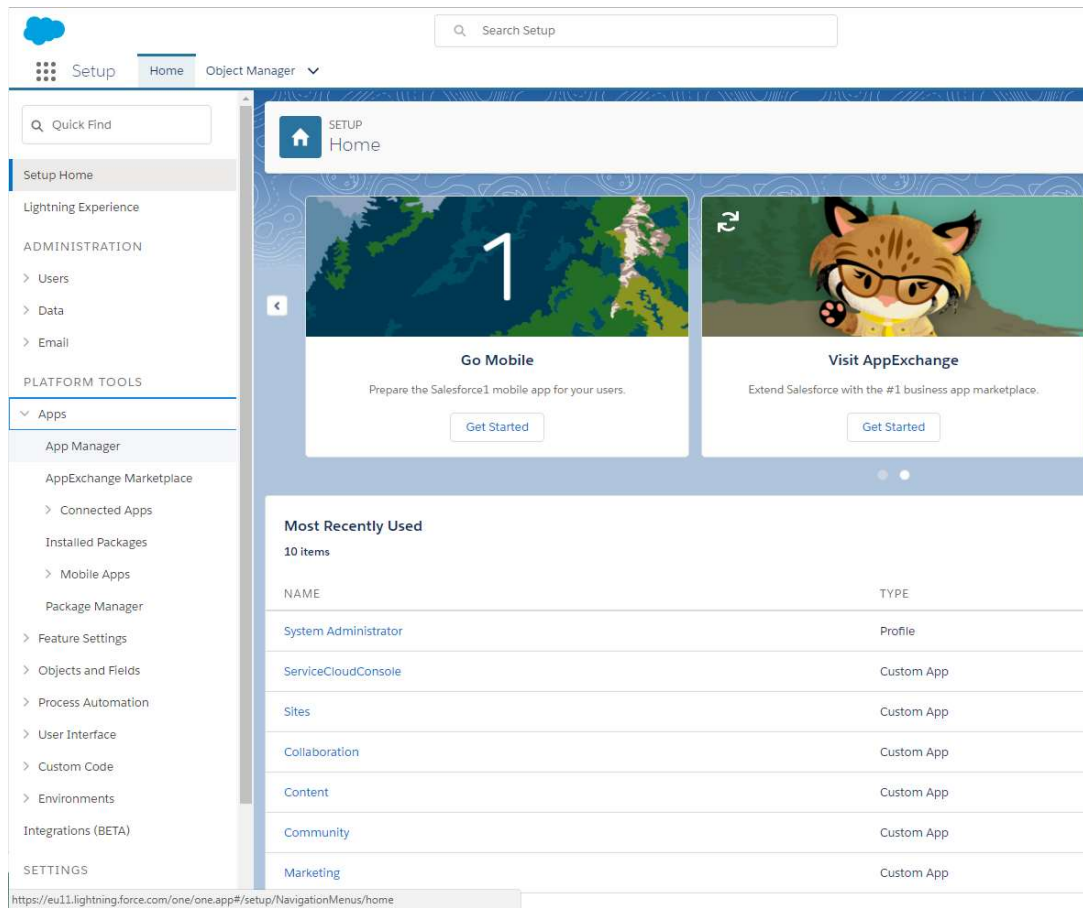 Search Setup
Setup
Home
Object Manager
Quick Find
Setup Home
Lightning Experience
ADMINISTRATION
Users
Data
Email
PLATFORM TOOLS
Apps
App Manager
AppExchange Marketplace
Connected Apps
Installed Packages
Mobile Apps
Package Manager
Feature Settings
Objects and Fields
Process Automation
User Interface
Custom Code
Environments
Integrations (BETA)
SETTINGS
SETUP
Home
1
Go Mobile
Prepare the Salesforce1 mobile app for your users.
Get Started
Visit AppExchange
Extend Salesforce with the #1 business app marketplace.
Get Started
Most Recently Used
10 items
NAME TYPE
System Administrator Profile
ServiceCloudConsole Custom App
Sites Custom App
Collaboration Custom App
Content Custom App
Community Custom App
Marketing Custom App
https://eu11.lightning.force.com/one/one.app#/setup/NavigationMenus/home